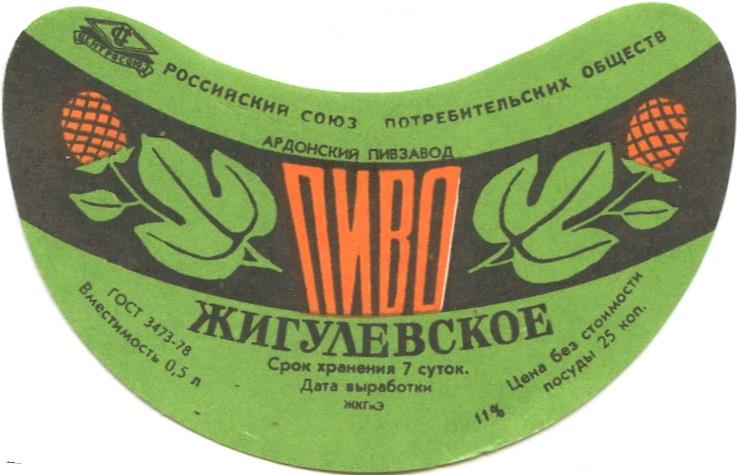 ЦЕНТРОСОЮЗ
РОССИЙСКИЙ СОЮЗ ПОТРЕБИТЕЛЬСКИХ ОБЩЕСТВ
АРДОНСКИЙ ПИВЗАВОД
ПИВО
ЖИГУЛЕВСКОЕ
ГОСТ 3473-78
Вместимость 0,5 л
Срок хранения 7 суток.
Дата выработки
ЖКГиЭ
11%
Цена без стоимости
посуды 25 коп.